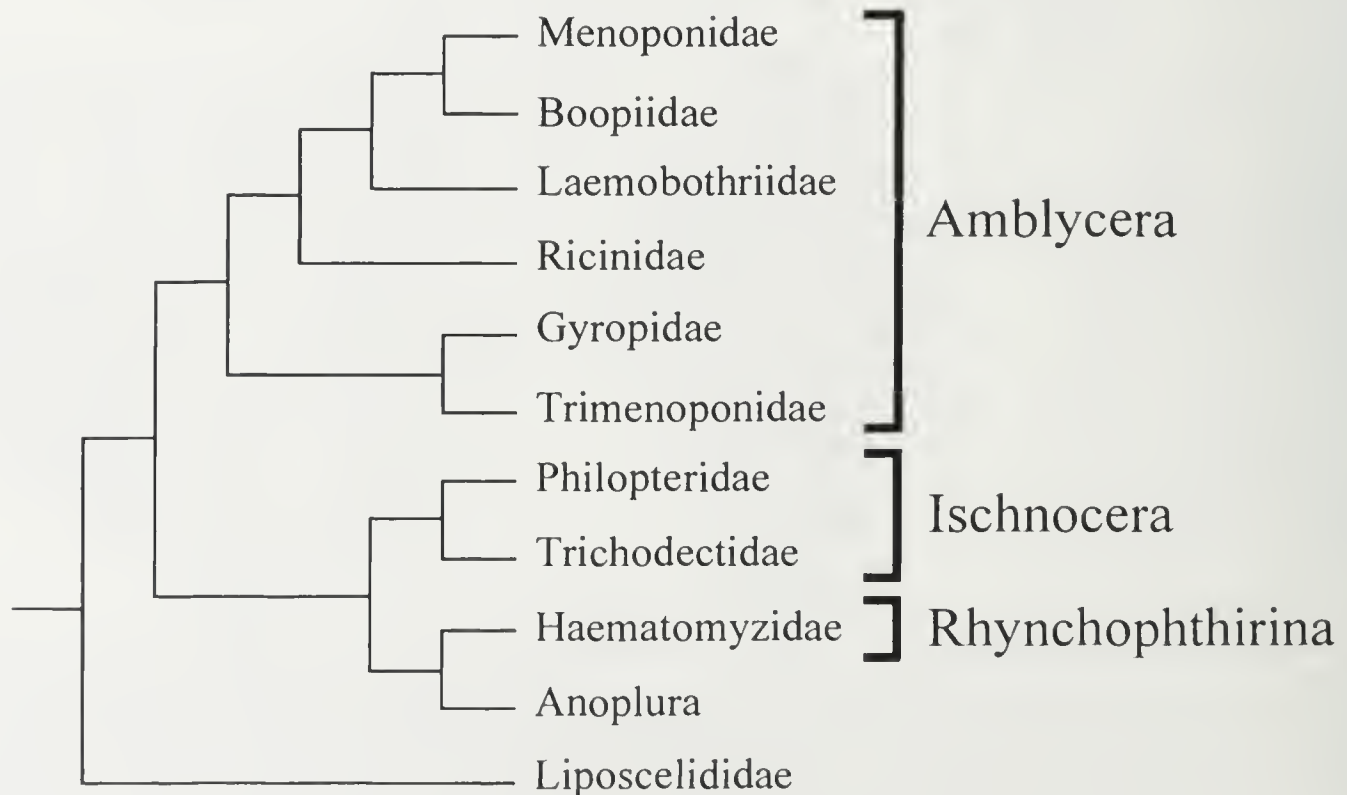 Menoponidae
Boopiidae
Laemobothriidae
Ricinidae
Gyropidae
Trimenoponidae
Amblycera
Philopteridae
Trichodectidae
Ischnocera
Haematomyzidae
Rhynchophthirina
Anoplura
Liposcelididae